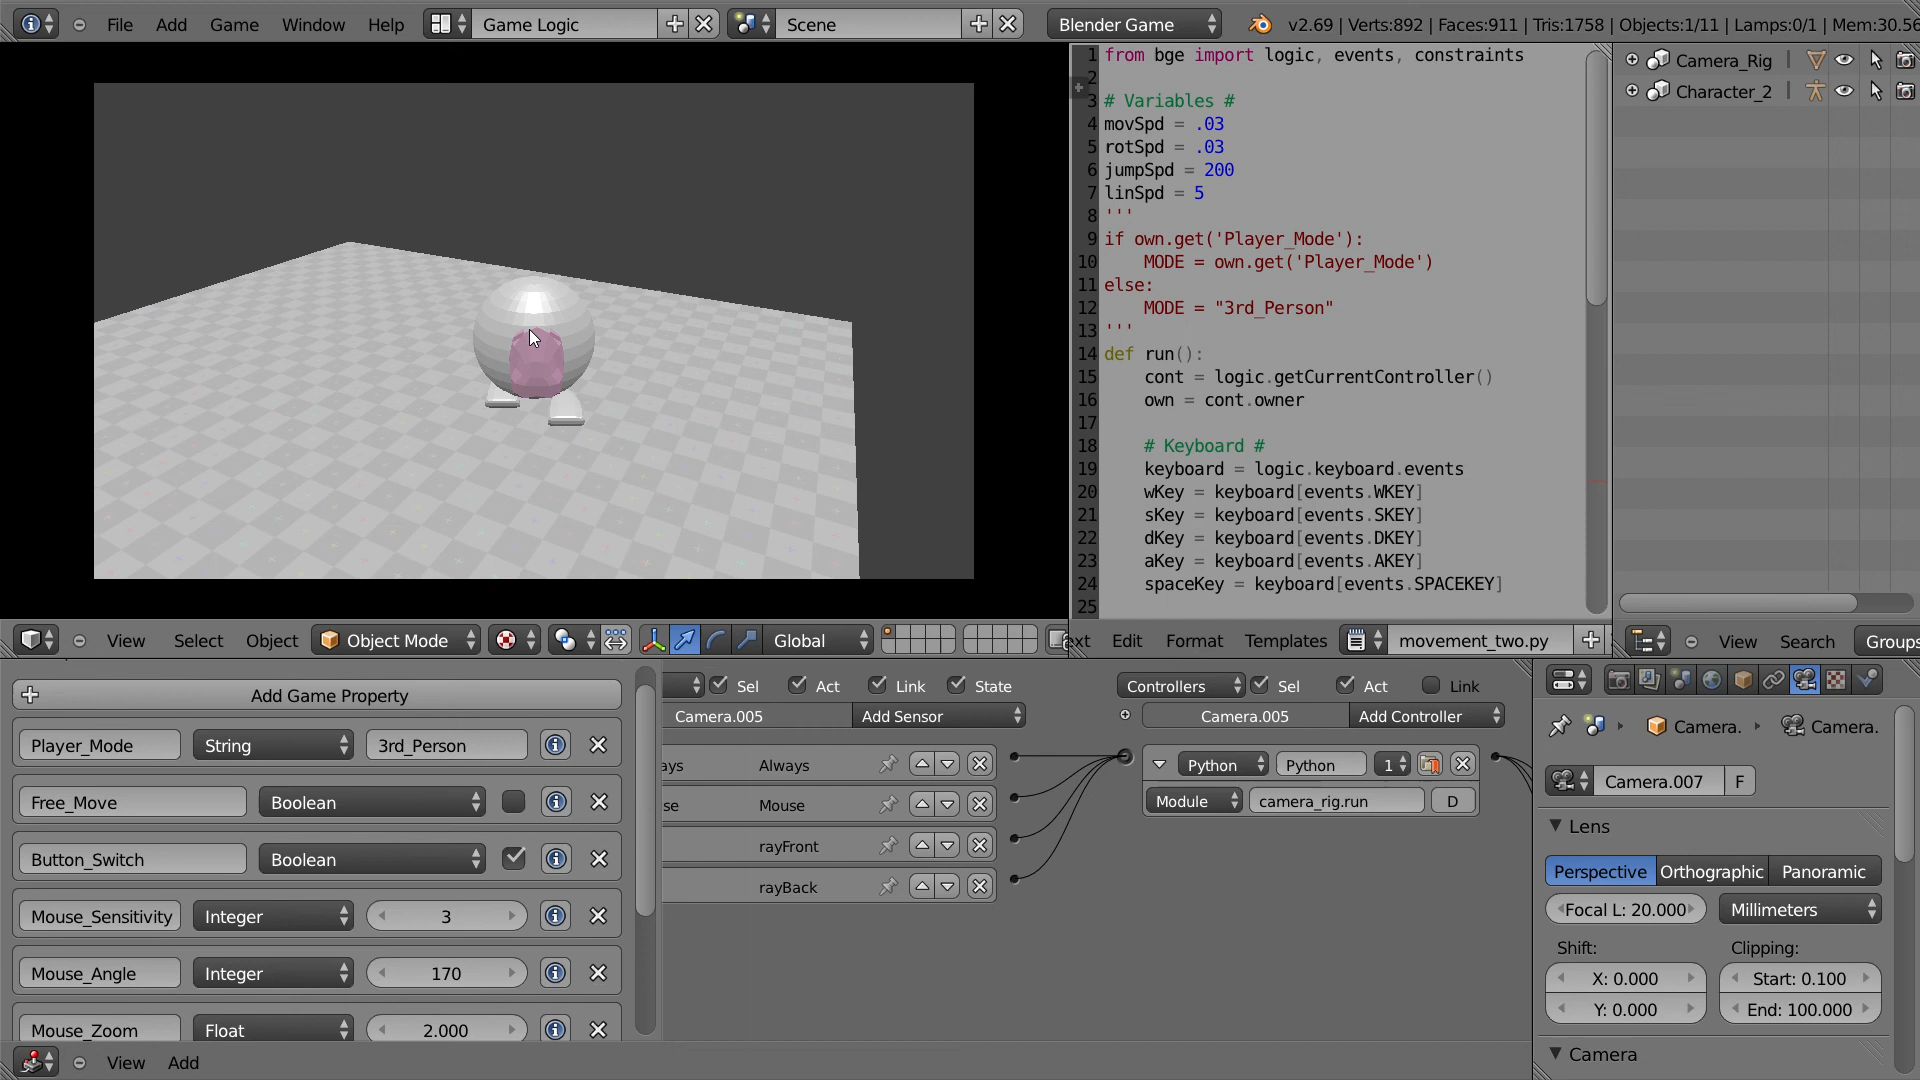 File Add Game Window Help Game Logic Scene Blender Game v2.69 | Verts:892 | Faces:911 | Tris:1758 | Objects:1/11 | Lamps:0/1 | Mem:30.56
1 from bge import logic, events, constraints
2
3 # Variables #
4 movSpd = .03
5 rotSpd = .03
6 jumpSpd = 200
7 linSpd = 5
8 '''
9 if own.get('Player_Mode'):
10 MODE = own.get('Player_Mode')
11 else:
12 MODE = "3rd_Person"
13 '''
14 def run():
15 cont = logic.getCurrentController()
16 own = cont.owner
17
18 # Keyboard #
19 keyboard = logic.keyboard.events
20 wKey = keyboard[events.WKEY]
21 sKey = keyboard[events.SKEY]
22 dKey = keyboard[events.DKEY]
23 aKey = keyboard[events.AKEY]
24 spaceKey = keyboard[events.SPACEKEY]
25
Camera_Rig
Character_2
View Select Object Object Mode Global
ext Edit Format Templates movement_two.py
View Search Groups
Add Game Property
Player_Mode String 3rd_Person
Free_Move Boolean
Button_Switch Boolean
Mouse_Sensitivity Integer 3
Mouse_Angle Integer 170
Mouse_Zoom Float 2.000
View Add
Sel Act Link State
Camera.005 Add Sensor
ays Always
se Mouse
rayFront
rayBack
Controllers Sel Act Link
Camera.005 Add Controller
Python Python 1
Module camera_rig.run D
Camera. Camera.
Camera.007 F
Lens
Perspective Orthographic Panoramic
Focal L: 20.000 Millimeters
Shift: Clipping:
X: 0.000 Start: 0.100
Y: 0.000 End: 100.000
Camera